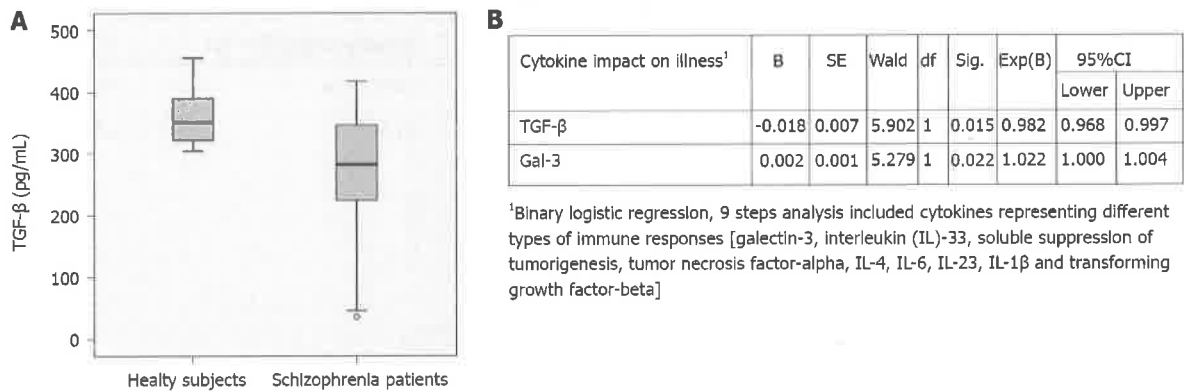 A
500
400
300
200
100
0
TGF-β (pg/mL)
Healty subjects
Schizophrenia patients
B
Cytokine impact on illness¹ B SE Wald df Sig. Exp(B) 95%CI
Lower Upper
TGF-β -0.018 0.007 5.902 1 0.015 0.982 0.968 0.997
Gal-3 0.002 0.001 5.279 1 0.022 1.022 1.000 1.004
¹Binary logistic regression, 9 steps analysis included cytokines representing different
types of immune responses [galectin-3, interleukin (IL)-33, soluble suppression of
tumorigenesis, tumor necrosis factor-alpha, IL-4, IL-6, IL-23, IL-1β and transforming
growth factor-beta]